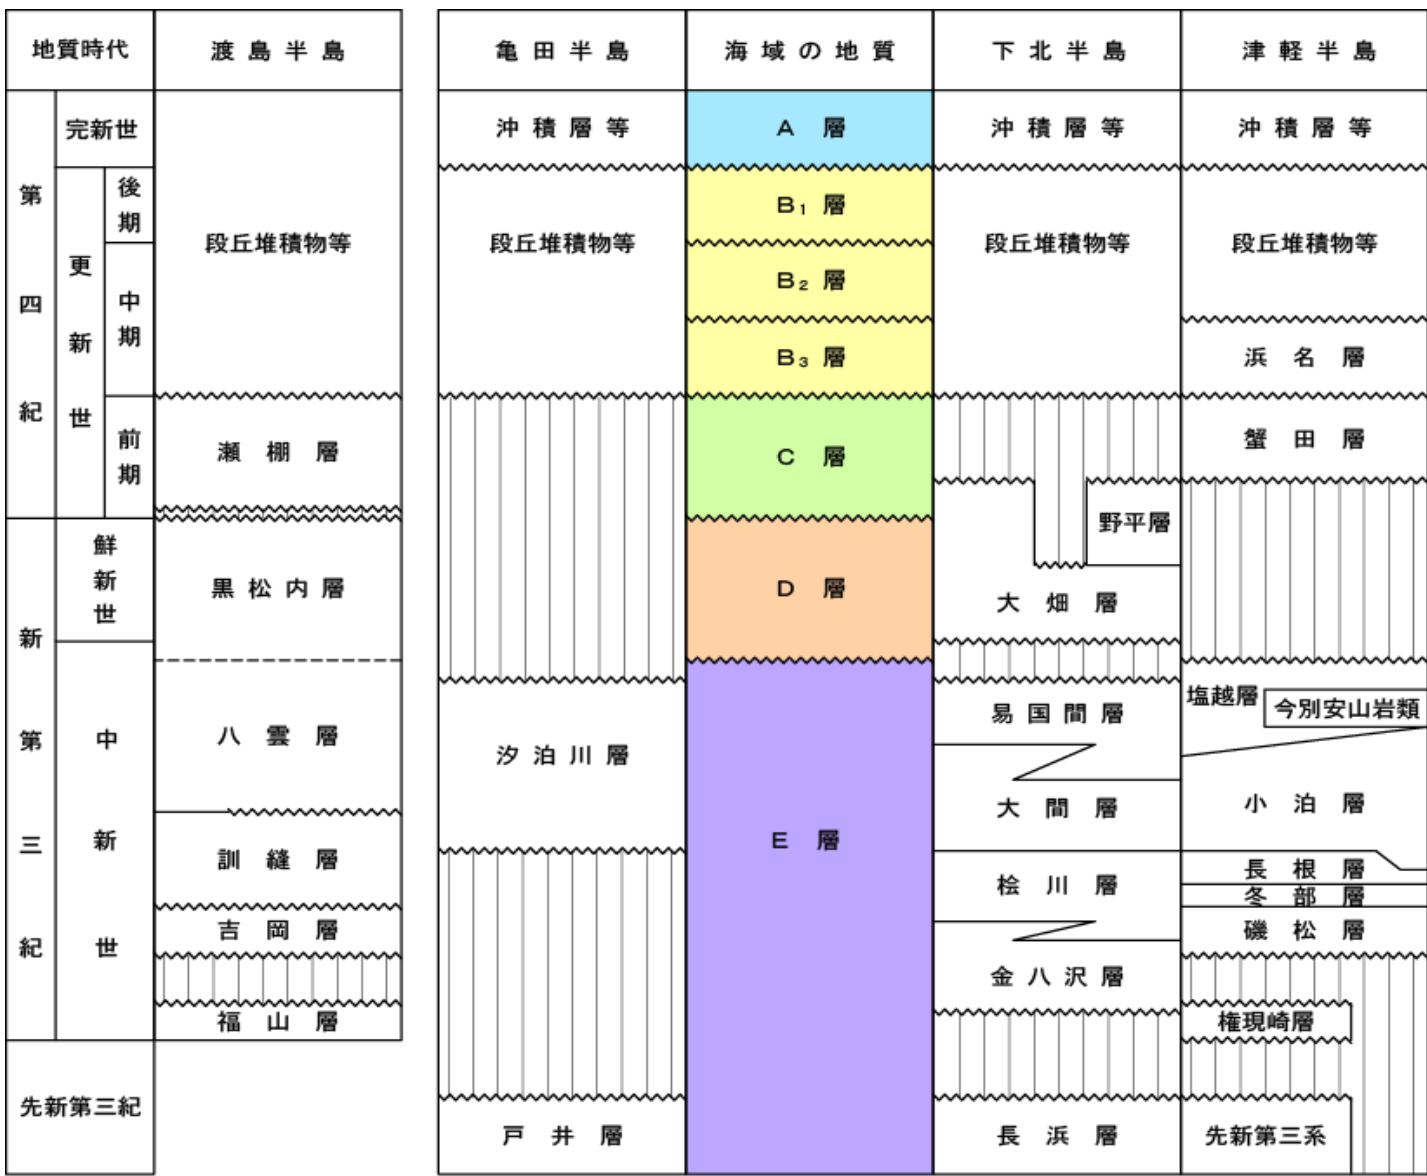 地質時代 渡島半島 亀田半島 海域の地質 下北半島 津軽半島
第四紀
完新世
更新世
後期
中期
前期
新第三紀
鮮新世
中新世
先新第三紀
段丘堆積物等
瀬棚層
黒松内層
八雲層
訓縫層
吉岡層
福山層
沖積層等
段丘堆積物等
汐泊川層
戸井層
A 層
B₁ 層
B₂ 層
B₃ 層
C 層
D 層
E 層
沖積層等
段丘堆積物等
野平層
大畑層
易国間層
大間層
桧川層
金八沢層
長浜層
沖積層等
段丘堆積物等
浜名層
蟹田層
塩越層
今別安山岩類
小泊層
長根層
冬部層
磯松層
権現崎層
先新第三系